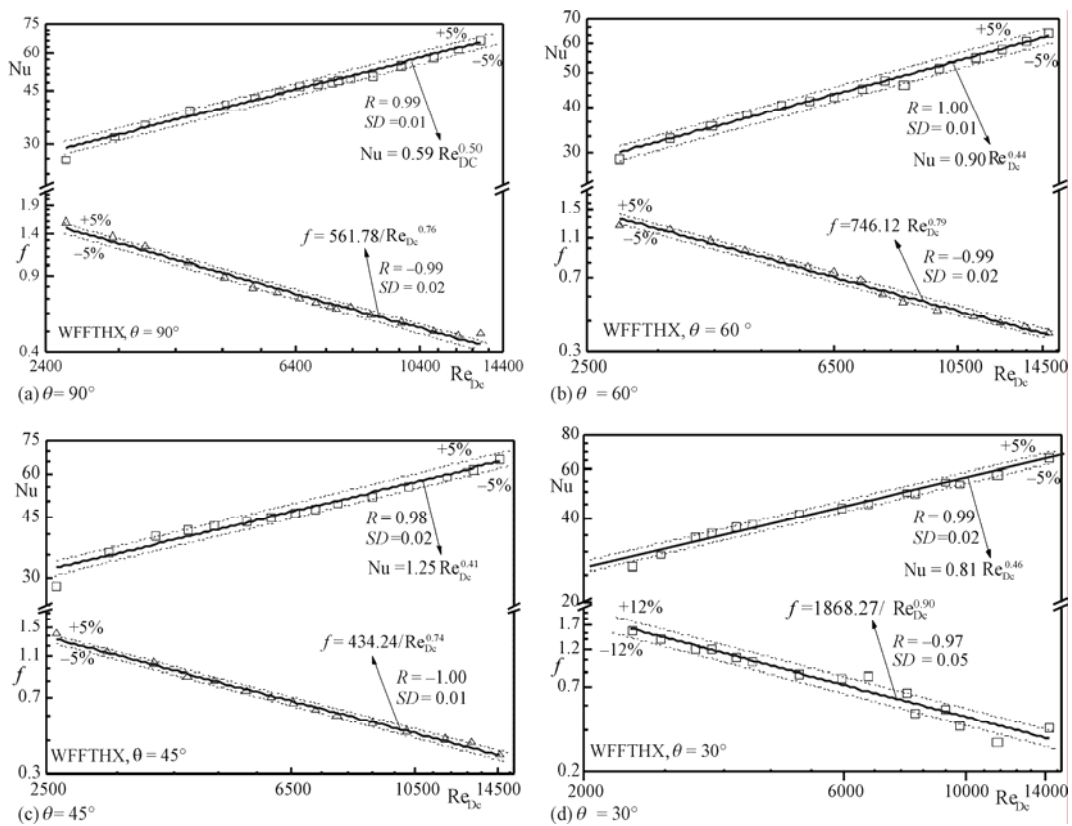 75
60
Nu
45
30
+5%
−5%
R = 0.99
SD = 0.01
Nu = 0.59 Re_DC^0.50
1.9
1.4
f
0.9
0.4
+5%
−5%
f = 561.78/Re_Dc^0.76
R = −0.99
SD = 0.02
WFFTHX, θ = 90°
2400 6400 10400 14400
Re_Dc
(a) θ = 90°
70
60
Nu
50
40
30
+5%
−5%
R = 1.00
SD = 0.01
Nu = 0.90 Re_Dc^0.44
1.5
1.1
f
0.7
0.3
+5%
−5%
f = 746.12 Re_Dc^0.79
R = −0.99
SD = 0.02
WFFTHX, θ = 60 °
2500 6500 10500 14500
Re_Dc
(b) θ = 60°
75
60
Nu
45
30
+5%
−5%
R = 0.98
SD = 0.02
Nu = 1.25 Re_Dc^0.41
1.5
1.1
f
0.7
0.3
+5%
−5%
f = 434.24/Re_Dc^0.74
R = −1.00
SD = 0.01
WFFTHX, θ = 45°
2500 6500 10500 14500
Re_Dc
(c) θ = 45°
80
60
Nu
40
20
+5%
−5%
R = 0.99
SD = 0.02
Nu = 0.81 Re_Dc^0.46
1.7
1.2
f
0.7
0.2
+12%
−12%
f = 1868.27/ Re_Dc^0.90
R = −0.97
SD = 0.05
WFFTHX, θ = 30°
2000 6000 10000 14000
Re_Dc
(d) θ = 30°